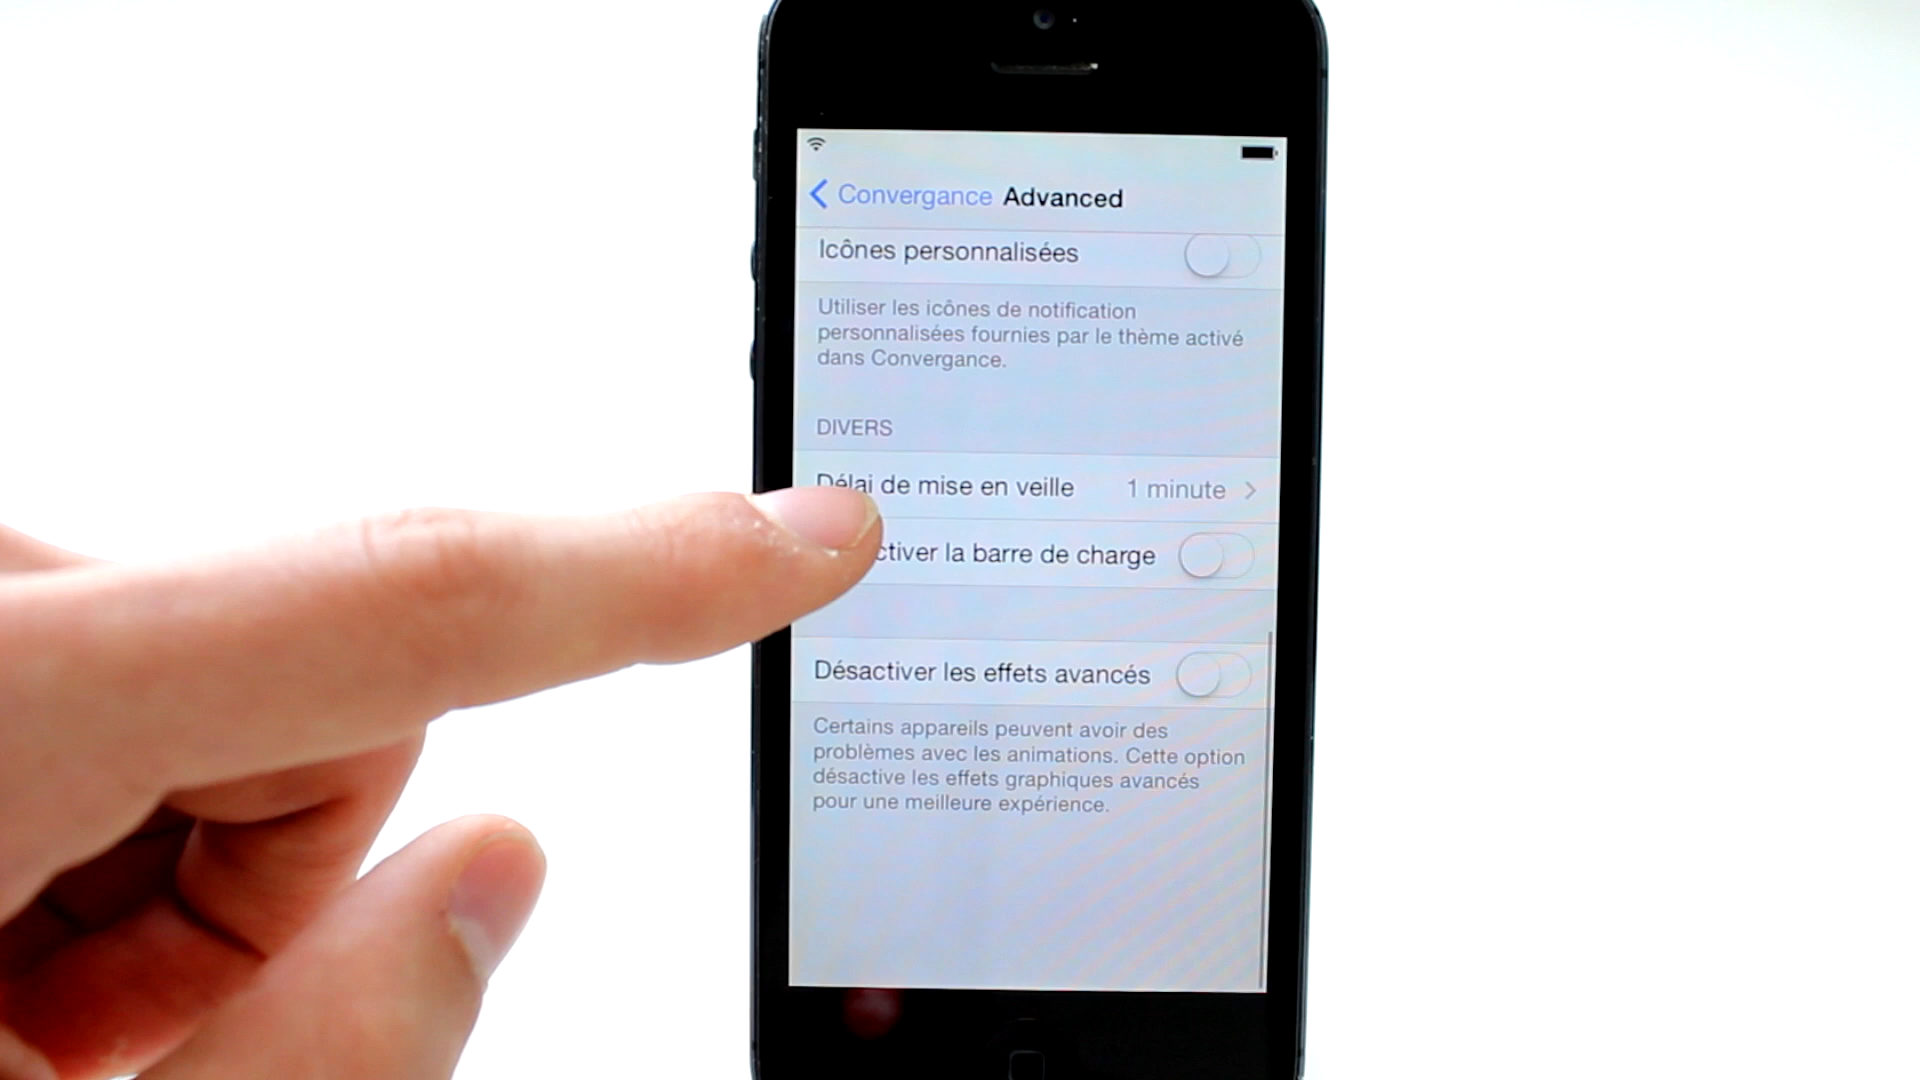 Convergance Advanced
Icônes personnalisées
Utiliser les icônes de notification
personnalisées fournies par le thème activé
dans Convergance.
DIVERS
Délai de mise en veille 1 minute
la barre de charge
Désactiver les effets avancés
Certains appareils peuvent avoir des
problèmes avec les animations. Cette option
désactive les effets graphiques avancés
pour une meilleure expérience.